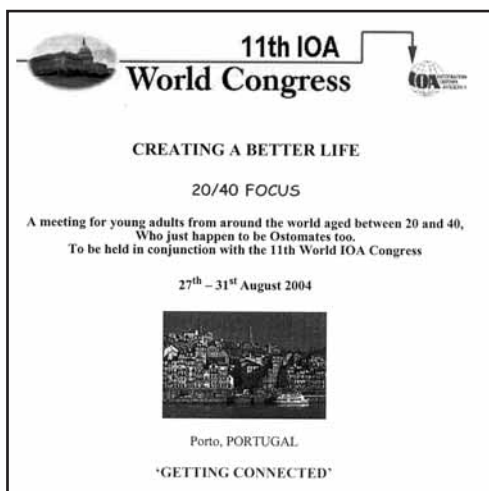 11th IOA
World Congress
IOA
CREATING A BETTER LIFE
20/40 FOCUS
A meeting for young adults from around the world aged between 20 and 40,
Who just happen to be Ostomates too.
To be held in conjunction with the 11th World IOA Congress
27th – 31st August 2004
Porto, PORTUGAL
‘GETTING CONNECTED’